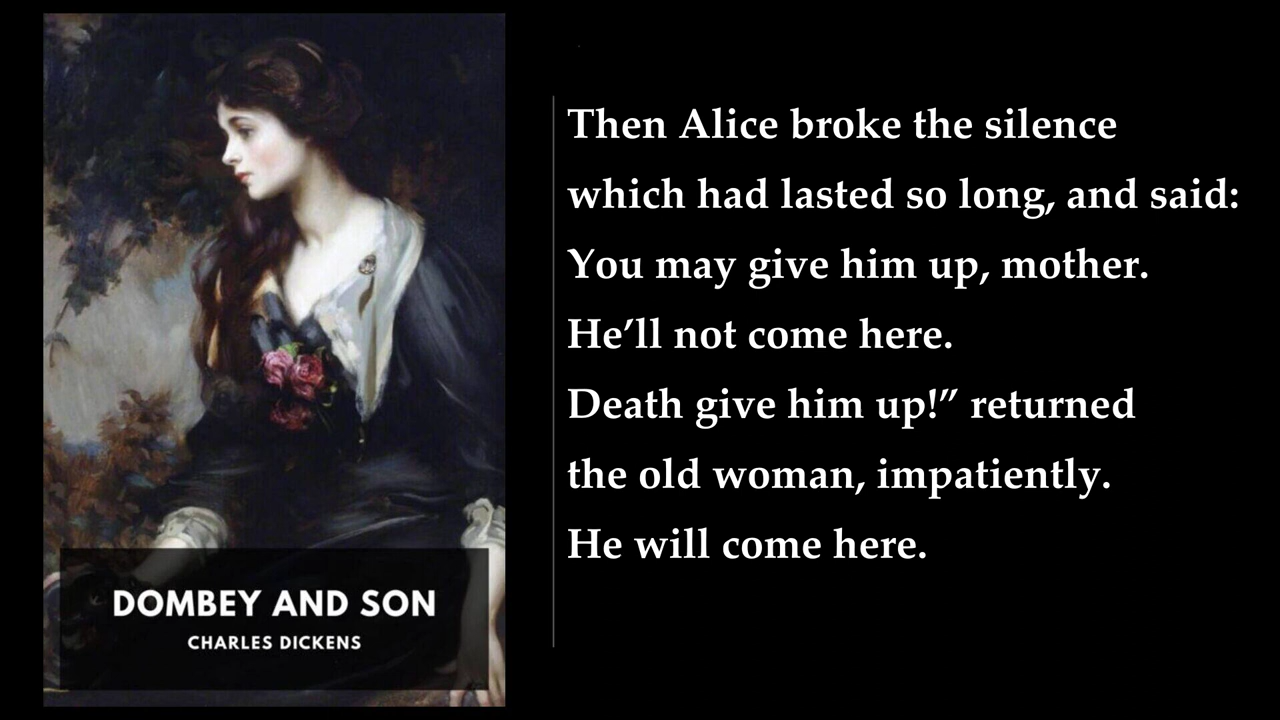 DOMBEY AND SON
CHARLES DICKENS
Then Alice broke the silence
which had lasted so long, and said:
You may give him up, mother.
He’ll not come here.
Death give him up!” returned
the old woman, impatiently.
He will come here.